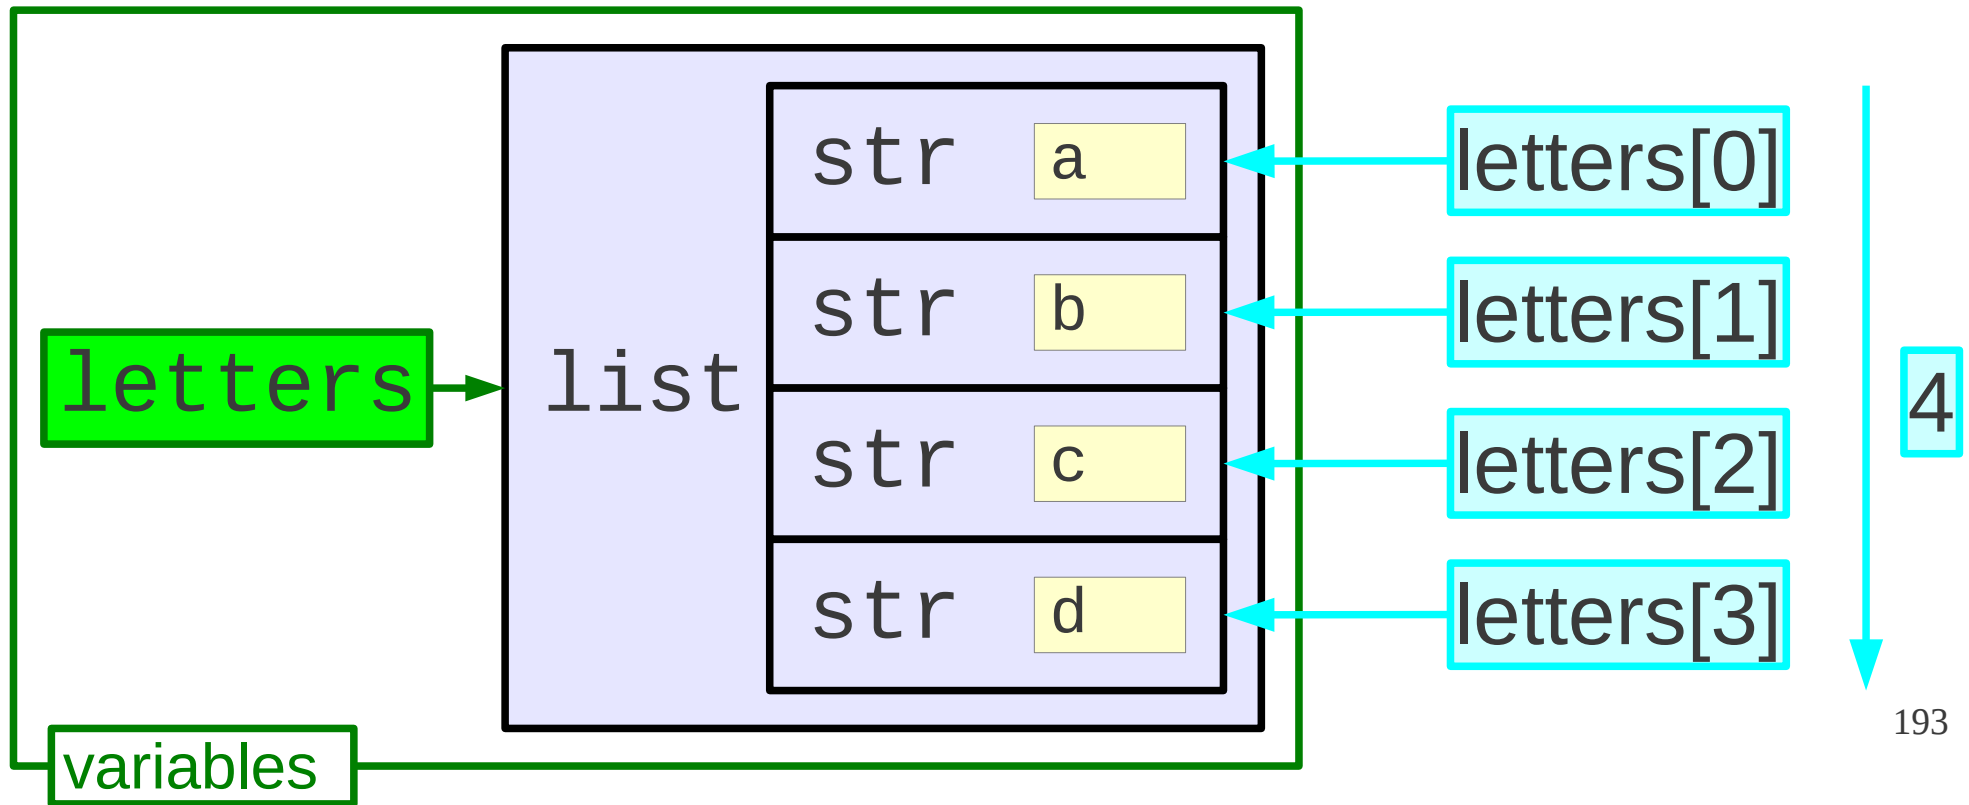 str a letters[0]
str b letters[1]
letters list 4
str c letters[2]
str d letters[3]
193
variables